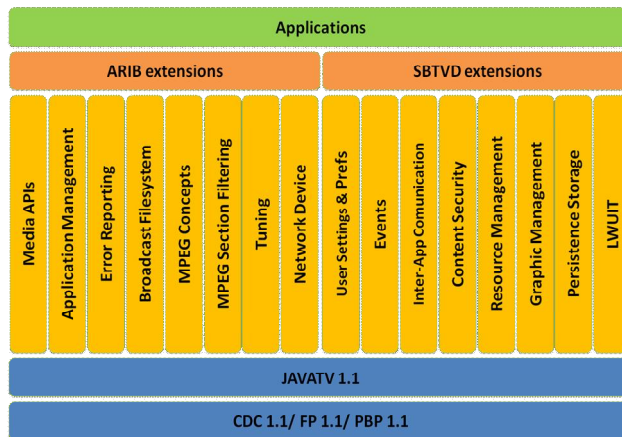 Applications
ARIB extensions
SBTVD extensions
Media APIs
Application Management
Error Reporting
Broadcast Filesystem
MPEG Concepts
MPEG Section Filtering
Tuning
Network Device
User Settings & Prefs
Events
Inter-App Comunication
Content Security
Resource Management
Graphic Management
Persistence Storage
LWUIT
JAVATV 1.1
CDC 1.1/ FP 1.1/ PBP 1.1